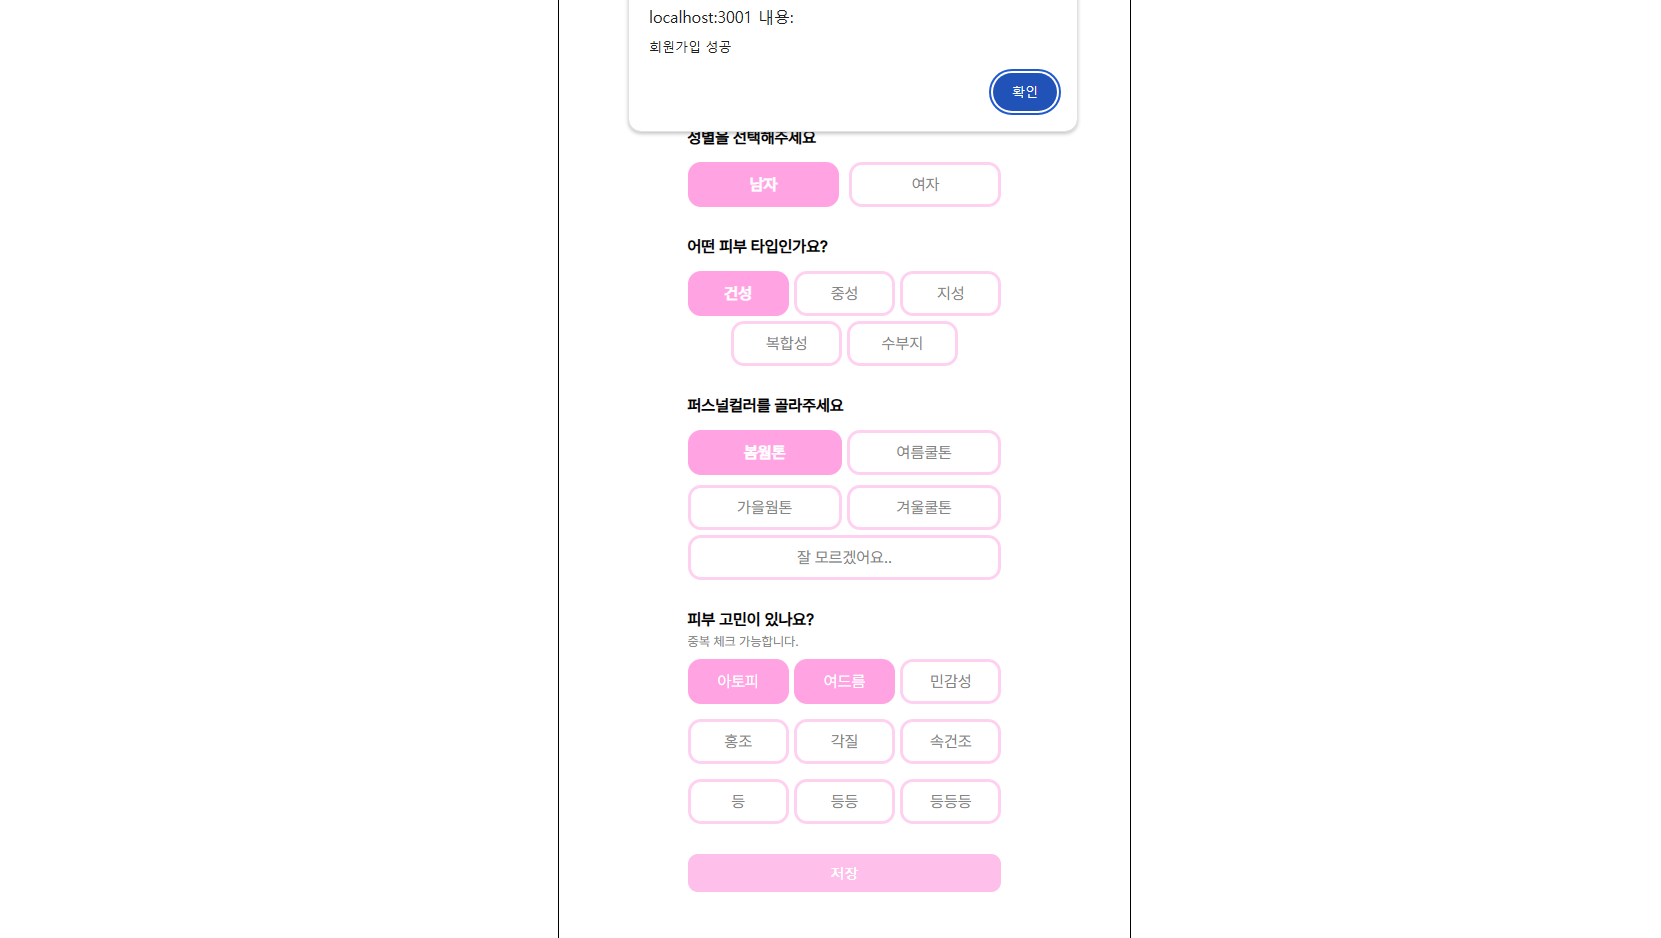 localhost:3001 내용:
회원가입 성공
확인
성별을 선택해주세요
남자 여자
어떤 피부 타입인가요?
건성 중성 지성
복합성 수부지
퍼스널컬러를 골라주세요
봄웜톤 여름쿨톤
가을웜톤 겨울쿨톤
잘 모르겠어요..
피부 고민이 있나요?
중복 체크 가능합니다.
아토피 여드름 민감성
홍조 각질 속건조
등 등등 등등등
저장